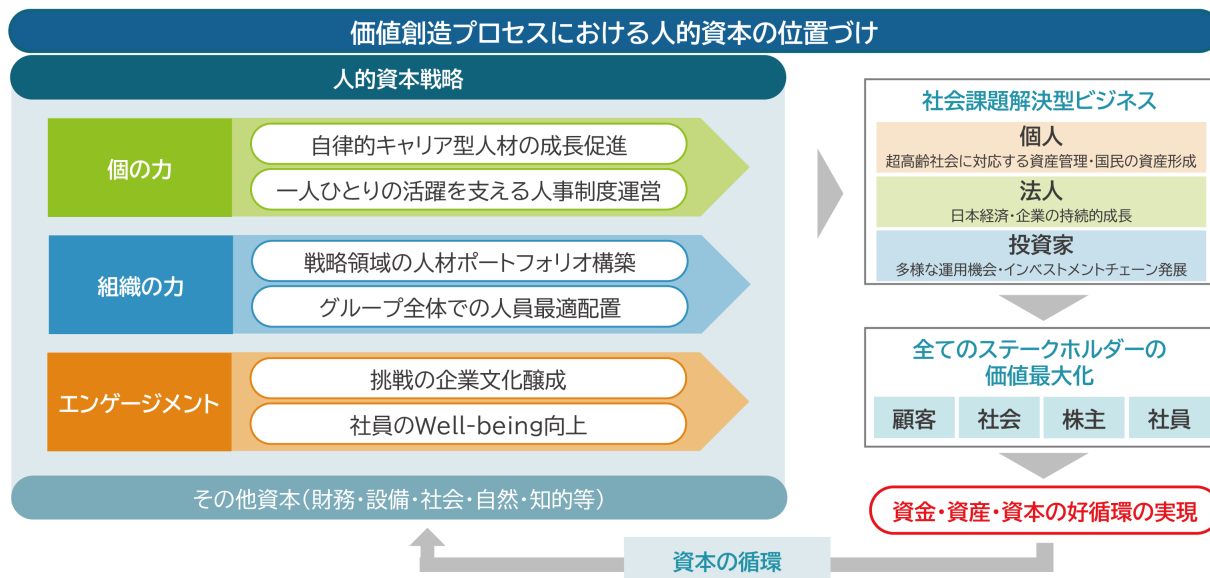 価値創造プロセスにおける人的資本の位置づけ
人的資本戦略
個の力
自律的キャリア型人材の成長促進
一人ひとりの活躍を支える人事制度運営
組織の力
戦略領域の人材ポートフォリオ構築
グループ全体での人員最適配置
エンゲージメント
挑戦の企業文化醸成
社員のWell-being向上
その他資本(財務・設備・社会・自然・知的等)
社会課題解決型ビジネス
個人
超高齢社会に対応する資産管理・国民の資産形成
法人
日本経済・企業の持続的成長
投資家
多様な運用機会・インベストメントチェーン発展
全てのステークホルダーの
価値最大化
顧客
社会
株主
社員
資金・資産・資本の好循環の実現
資本の循環